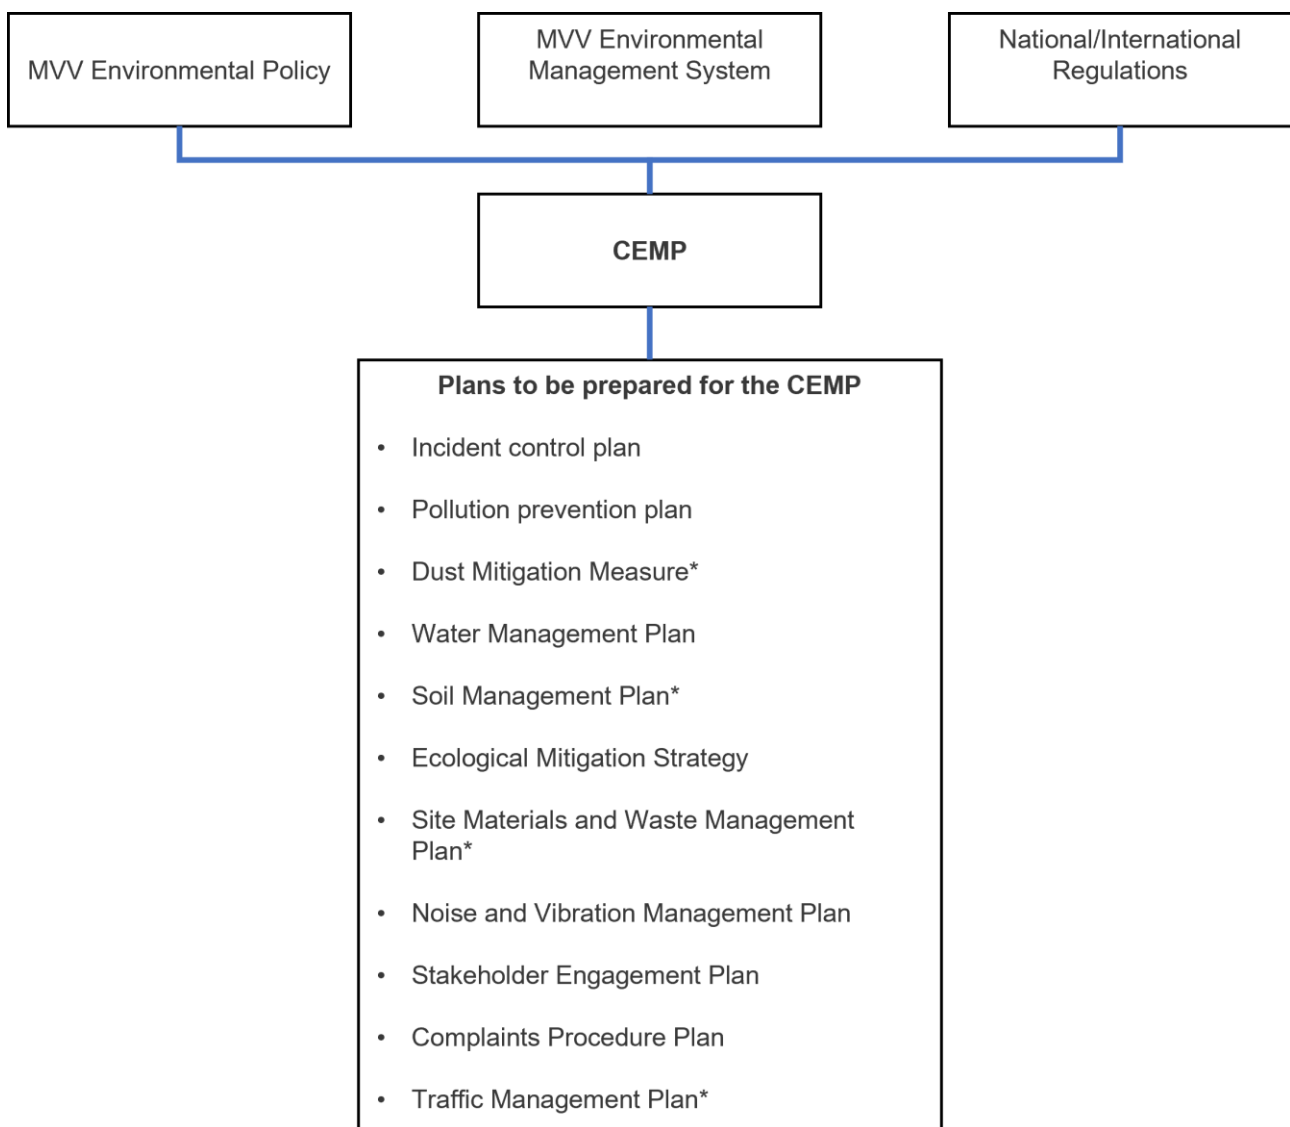 MVV Environmental Policy
MVV Environmental
Management System
National/International
Regulations
CEMP
Plans to be prepared for the CEMP
• Incident control plan
• Pollution prevention plan
• Dust Mitigation Measure*
• Water Management Plan
• Soil Management Plan*
• Ecological Mitigation Strategy
• Site Materials and Waste Management
Plan*
• Noise and Vibration Management Plan
• Stakeholder Engagement Plan
• Complaints Procedure Plan
• Traffic Management Plan*